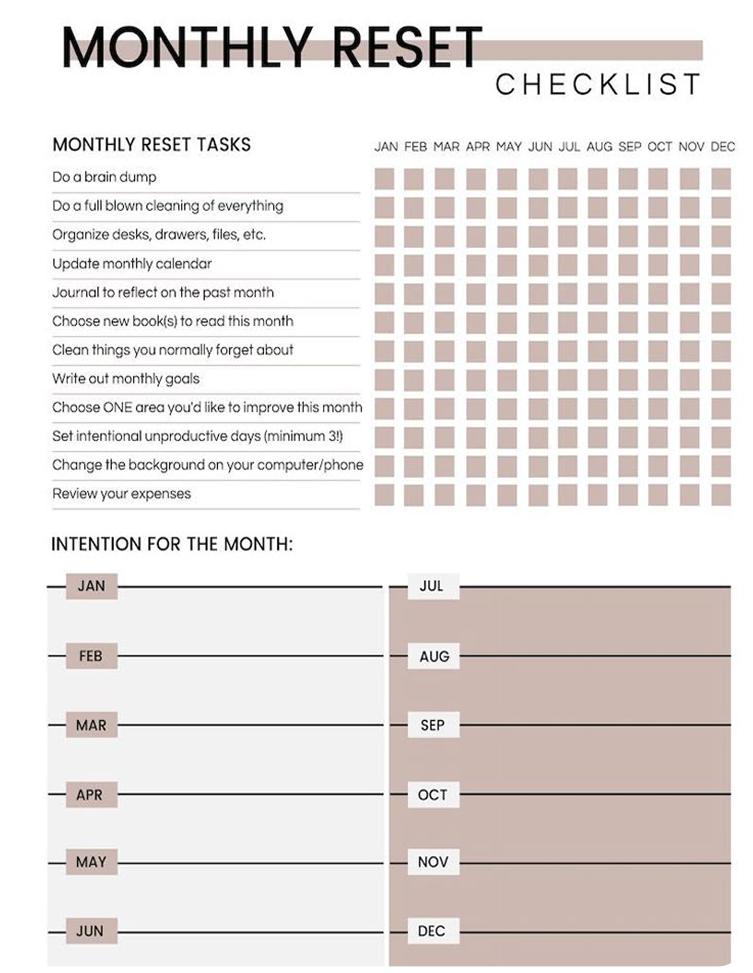 MONTHLY RESET
CHECKLIST
MONTHLY RESET TASKS
JAN FEB MAR APR MAY JUN JUL AUG SEP OCT NOV DEC
Do a brain dump
Do a full blown cleaning of everything
Organize desks, drawers, files, etc.
Update monthly calendar
Journal to reflect on the past month
Choose new book(s) to read this month
Clean things you normally forget about
Write out monthly goals
Choose ONE area you'd like to improve this month
Set intentional unproductive days (minimum 3!)
Change the background on your computer/phone
Review your expenses
INTENTION FOR THE MONTH:
JAN
FEB
MAR
APR
MAY
JUN
JUL
AUG
SEP
OCT
NOV
DEC